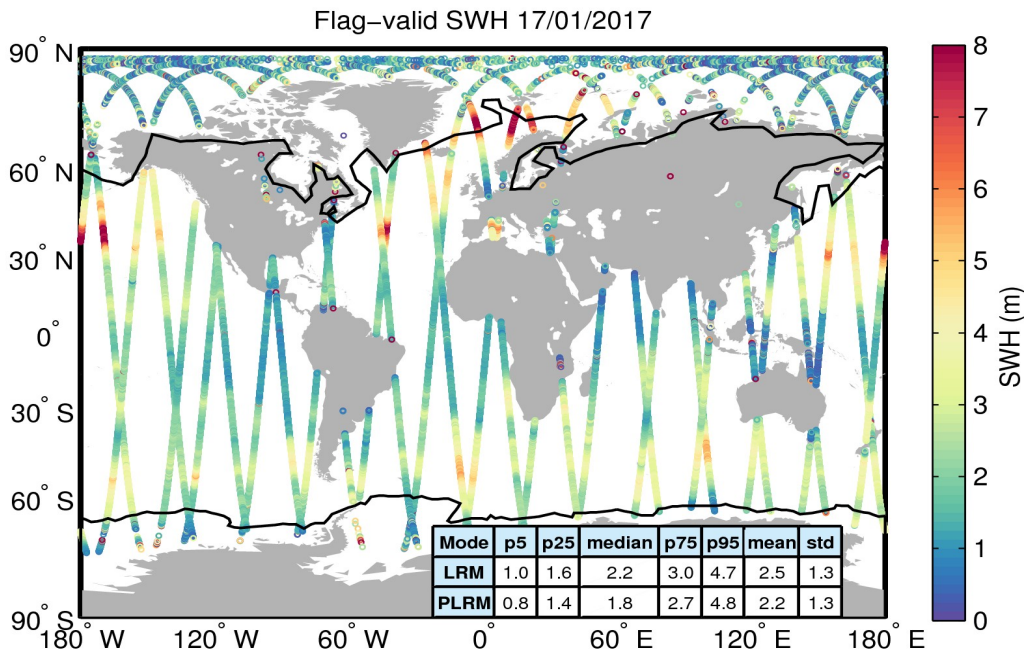 Flag−valid SWH 17/01/2017
90° N
60° N
30° N
0°
30° S
60° S
90° S
180° W
120° W
60° W
0°
60° E
120° E
180° E
Mode p5 p25 median p75 p95 mean std
LRM 1.0 1.6 2.2 3.0 4.7 2.5 1.3
PLRM 0.8 1.4 1.8 2.7 4.8 2.2 1.3
8
7
6
5
4
3
2
1
0
SWH (m)